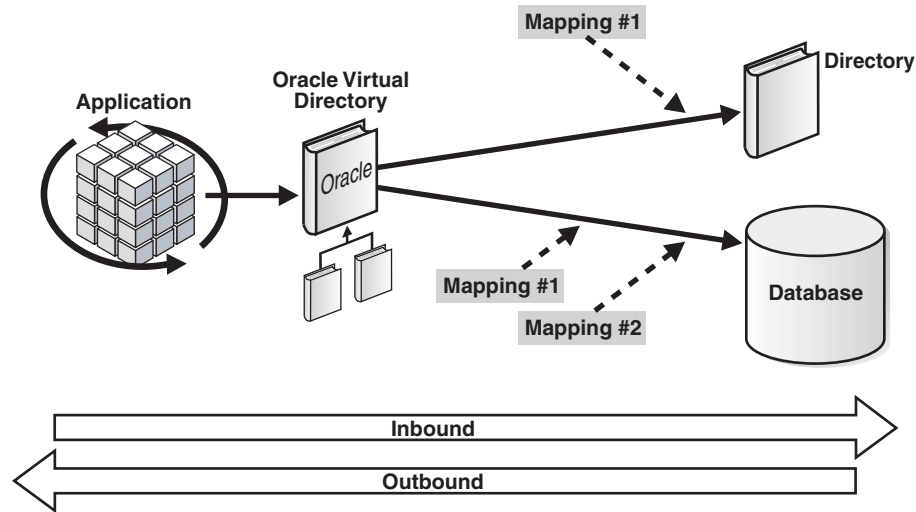 Mapping #1
Directory
Oracle Virtual
Directory
Application
Oracle
Mapping #1
Mapping #2
Database
Inbound
Outbound